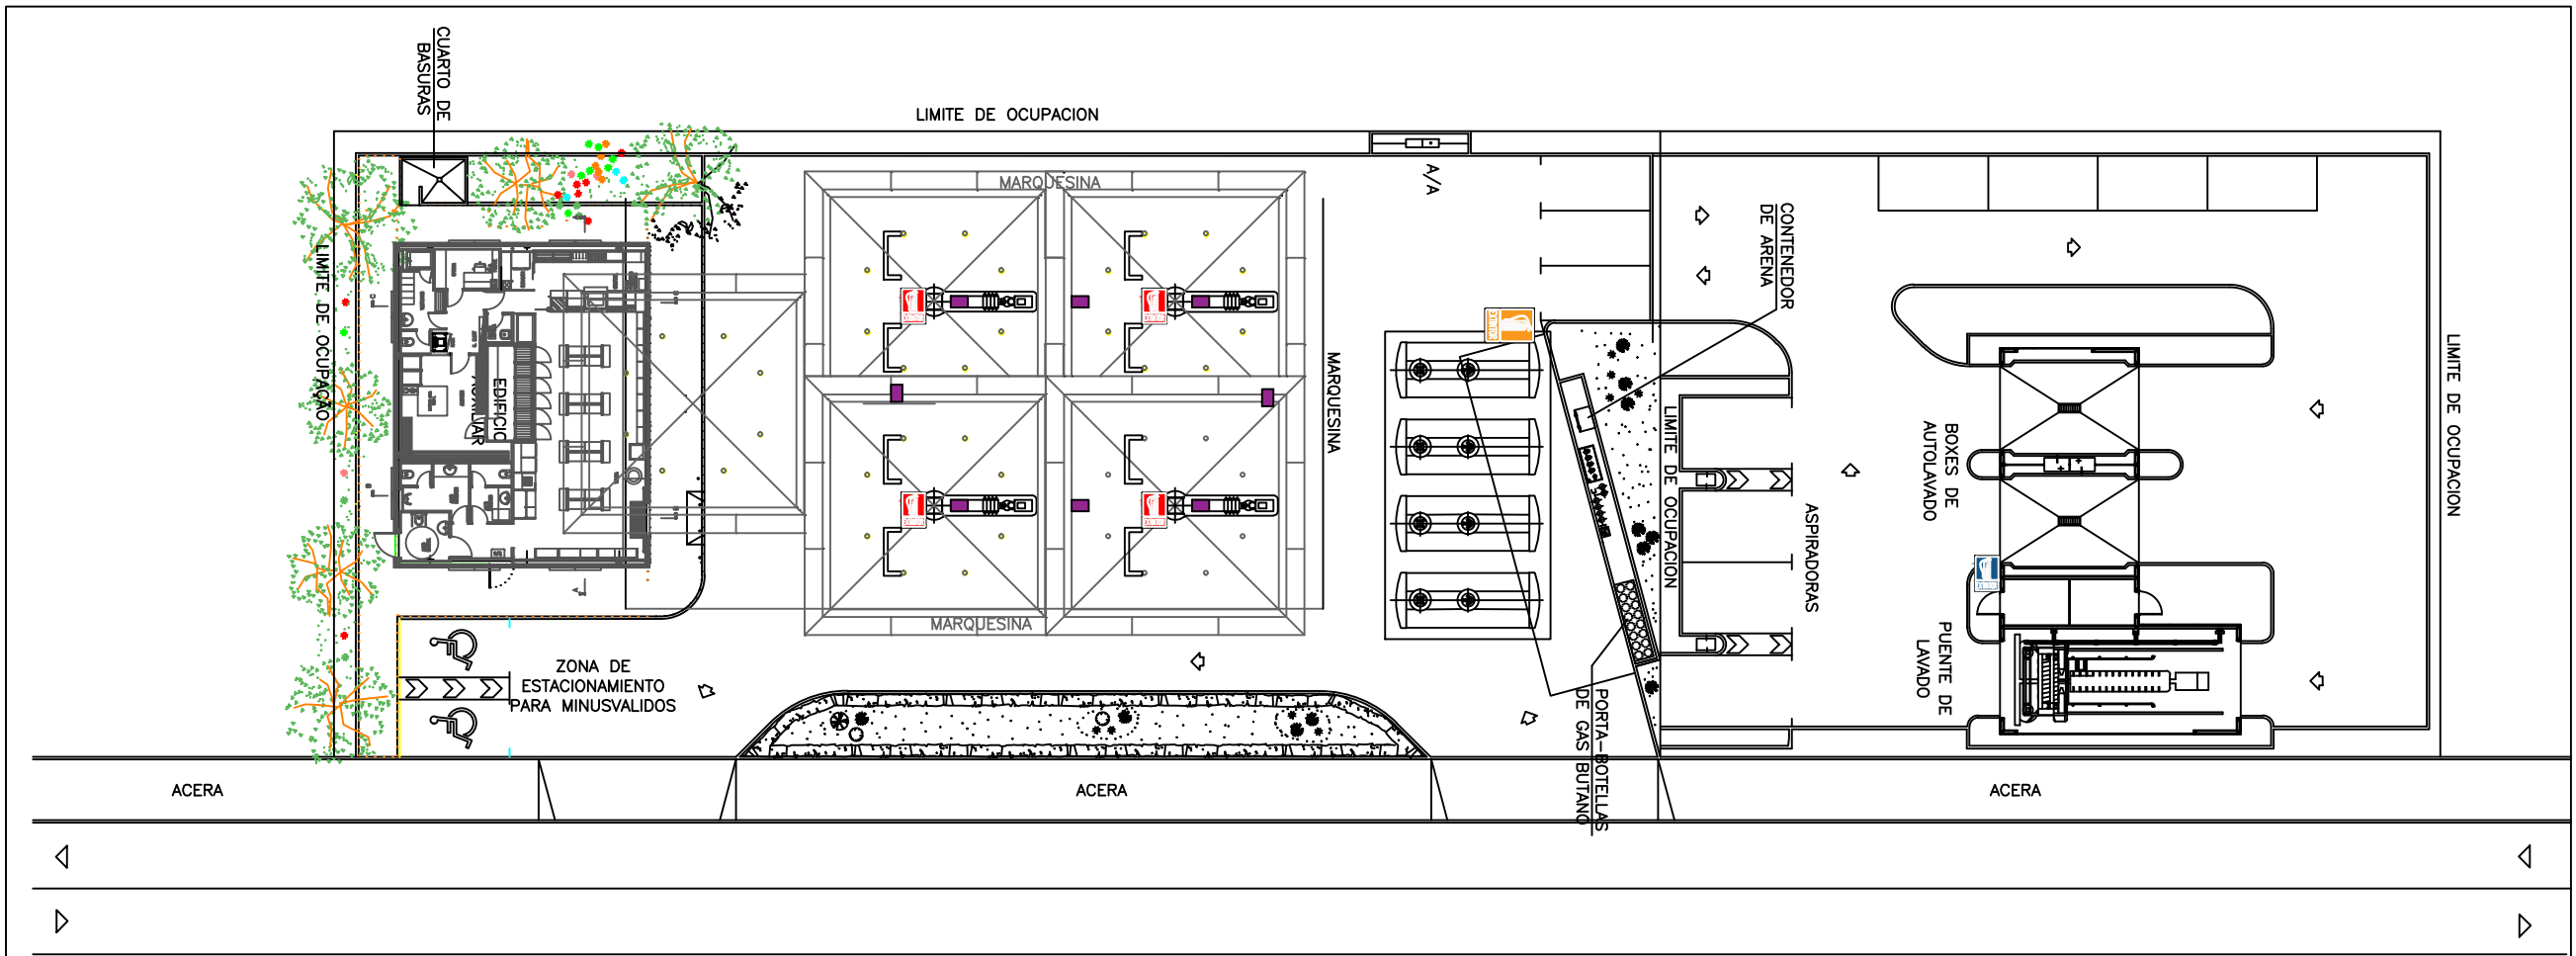 CUARTO DE
BASURAS
LIMITE DE OCUPACION
MARQUESINA
A/A
CONTENEDOR
DE ARENA
LIMITE DE OCUPAÇÃO
EDIFICIO
AUXILIAR
MARQUESINA
LIMITE DE OCUPACION
BOXES DE
AUTOLAVADO
LIMITE DE OCUPACION
ASPIRADORAS
MARQUESINA
PUENTE DE
LAVADO
ZONA DE
ESTACIONAMIENTO
PARA MINUSVALIDOS
PORTA-BOTELLAS
DE GAS BUTANO
ACERA
ACERA
ACERA